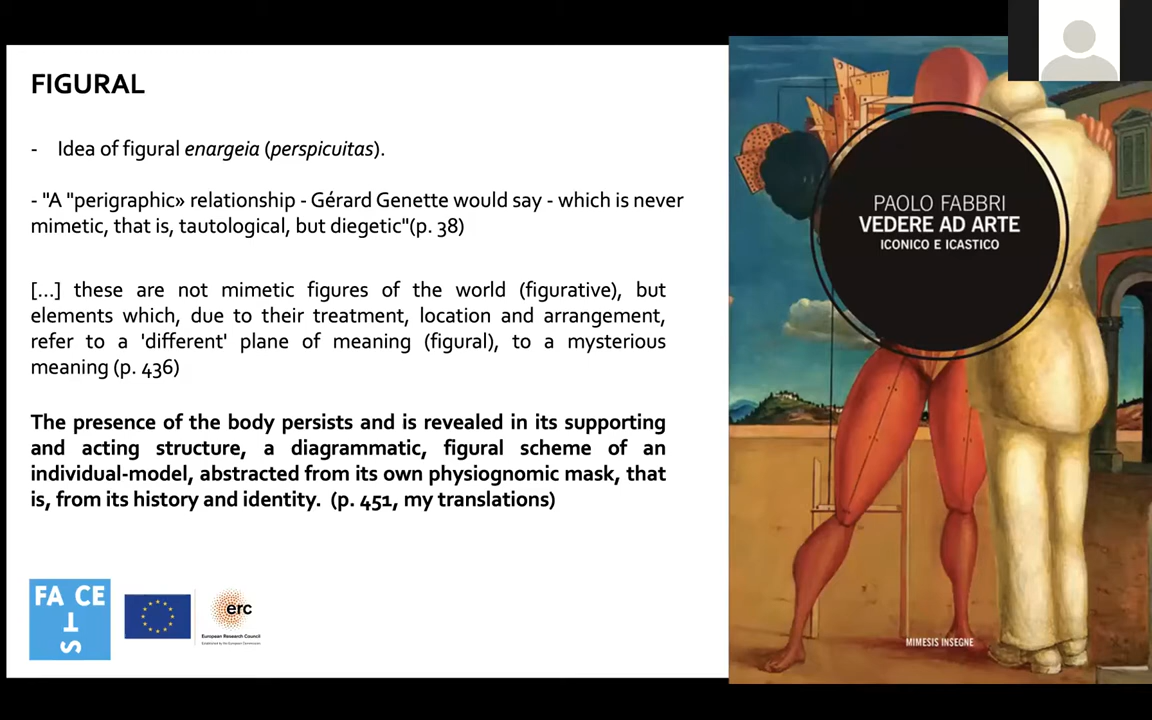 FIGURAL
- Idea of figural enargeia (perspicuitas).
- "A "perigraphic» relationship - Gérard Genette would say - which is never
mimetic, that is, tautological, but diegetic"(p. 38)
[...] these are not mimetic figures of the world (figurative), but
elements which, due to their treatment, location and arrangement,
refer to a 'different' plane of meaning (figural), to a mysterious
meaning (p. 436)
The presence of the body persists and is revealed in its supporting
and acting structure, a diagrammatic, figural scheme of an
individual-model, abstracted from its own physiognomic mask, that
is, from its history and identity. (p. 451, my translations)
FA CE
T
S
erc
European Research Council
Established by the European Commission
PAOLO FABBRI
VEDERE AD ARTE
ICONICO E ICASTICO
MIMESIS INSEGNE